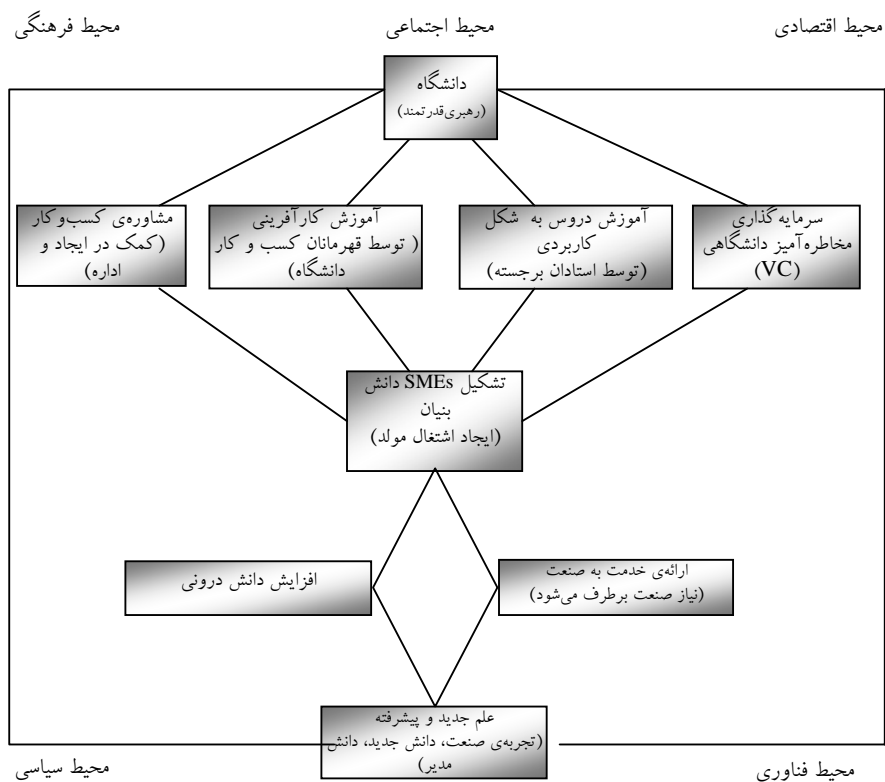 محیط اقتصادی
محیط اجتماعی
محیط فرهنگی
دانشگاه
(رهبری‌قدرتمند)
سرمایه‌گذاری
مخاطره‌آمیز دانشگاهی
(VC)
آموزش دروس به شکل
کاربردی
(توسط استادان برجسته)
آموزش کارآفرینی
( توسط قهرمانان کسب و کار
دانشگاه)
مشاوره‌ی کسب‌وکار
(کمک در ایجاد و
اداره)
تشکیل SMEs دانش
بنیان
(ایجاد اشتغال مولد)
ارائه‌ی خدمت به صنعت
(نیاز صنعت برطرف می‌شود)
افزایش دانش درونی
علم جدید و پیشرفته
(تجربه‌ی صنعت، دانش جدید، دانش
مدیر)
محیط فناوری
محیط سیاسی